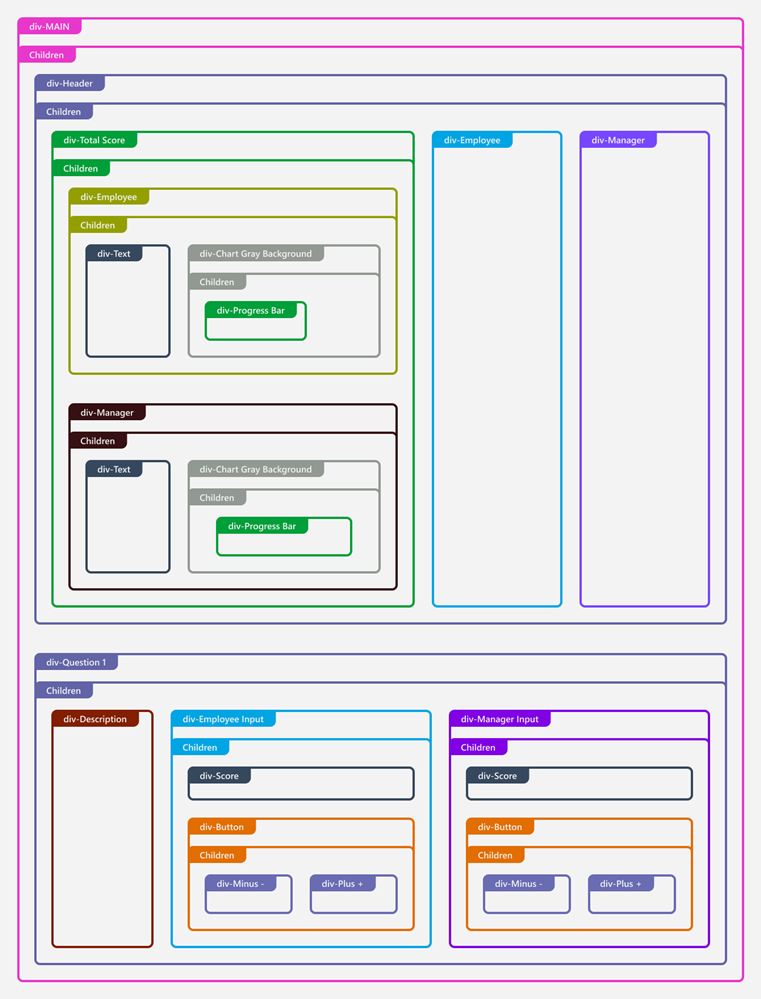 div-MAIN
Children
div-Header
Children
div-Total Score
div-Employee
div-Manager
Children
div-Employee
Children
div-Text
div-Chart Gray Background
Children
div-Progress Bar
div-Manager
Children
div-Text
div-Chart Gray Background
Children
div-Progress Bar
div-Question 1
Children
div-Description
div-Employee Input
div-Manager Input
Children
Children
div-Score
div-Score
div-Button
div-Button
Children
Children
div-Minus -
div-Plus +
div-Minus -
div-Plus +